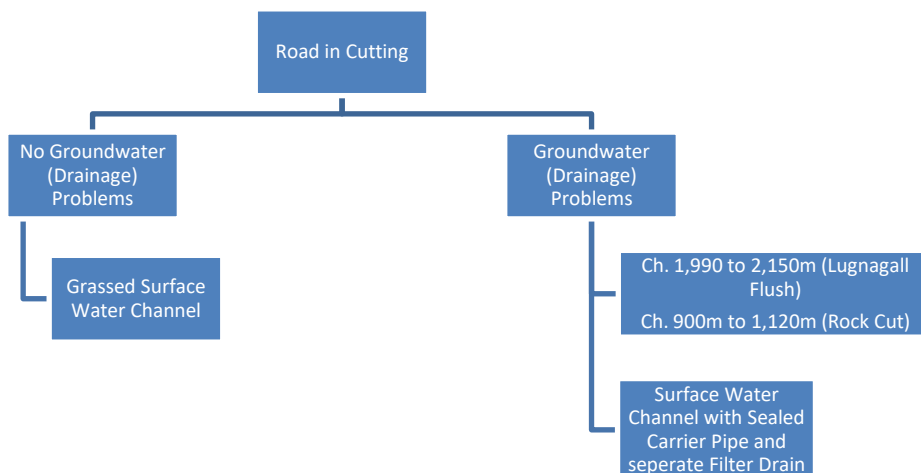 Road in Cutting
No Groundwater
(Drainage)
Problems
Groundwater
(Drainage)
Problems
Grassed Surface
Water Channel
Ch. 1,990 to 2,150m (Lugnagall
Flush)
Ch. 900m to 1,120m (Rock Cut)
Surface Water
Channel with Sealed
Carrier Pipe and
seperate Filter Drain